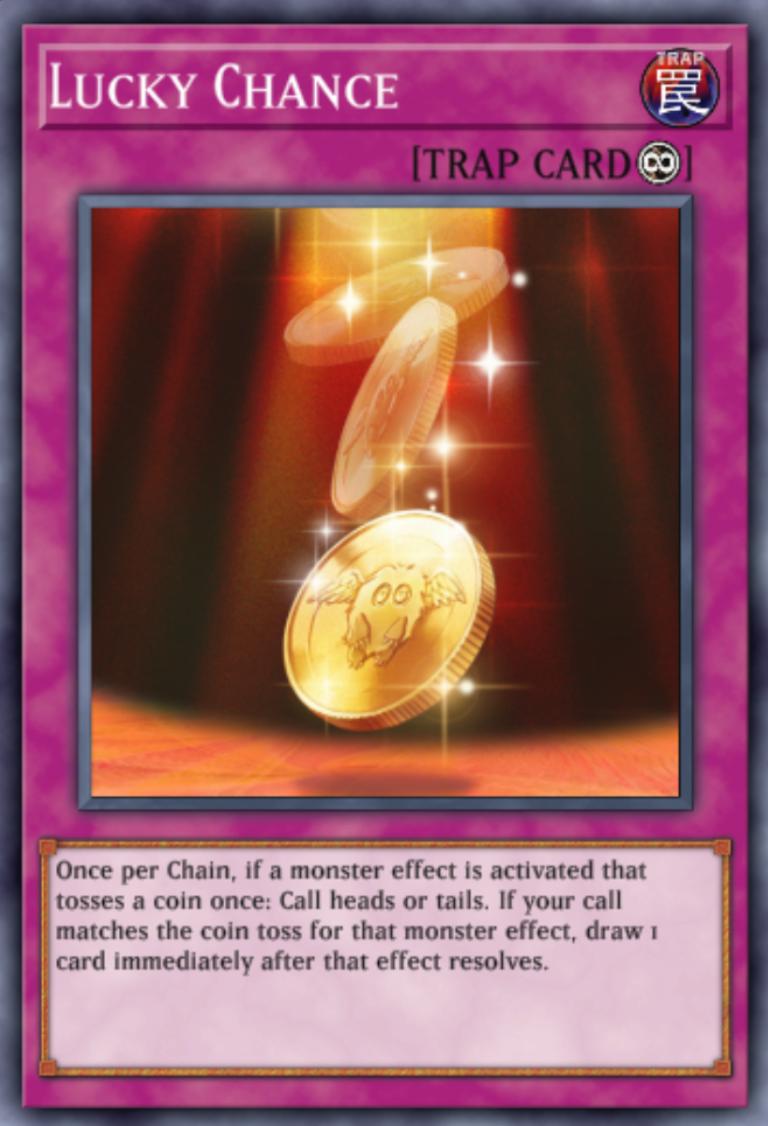 Lucky Chance
TRAP
罠
[TRAP CARD∞]
Once per Chain, if a monster effect is activated that
tosses a coin once: Call heads or tails. If your call
matches the coin toss for that monster effect, draw 1
card immediately after that effect resolves.